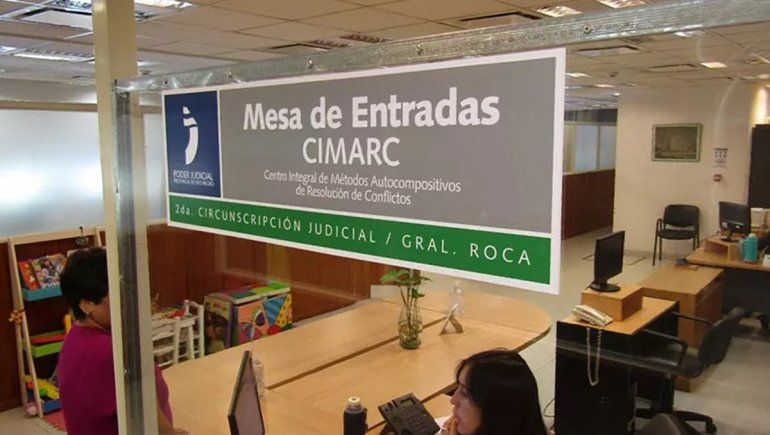 Mesa de Entradas
CIMARC
Centro Integral de Métodos Autocompositivos
de Resolución de Conflictos
PODER JUDICIAL
PROVINCIA DE RIO NEGRO
2da. CIRCUNSCRIPCIÓN JUDICIAL / GRAL. ROCA